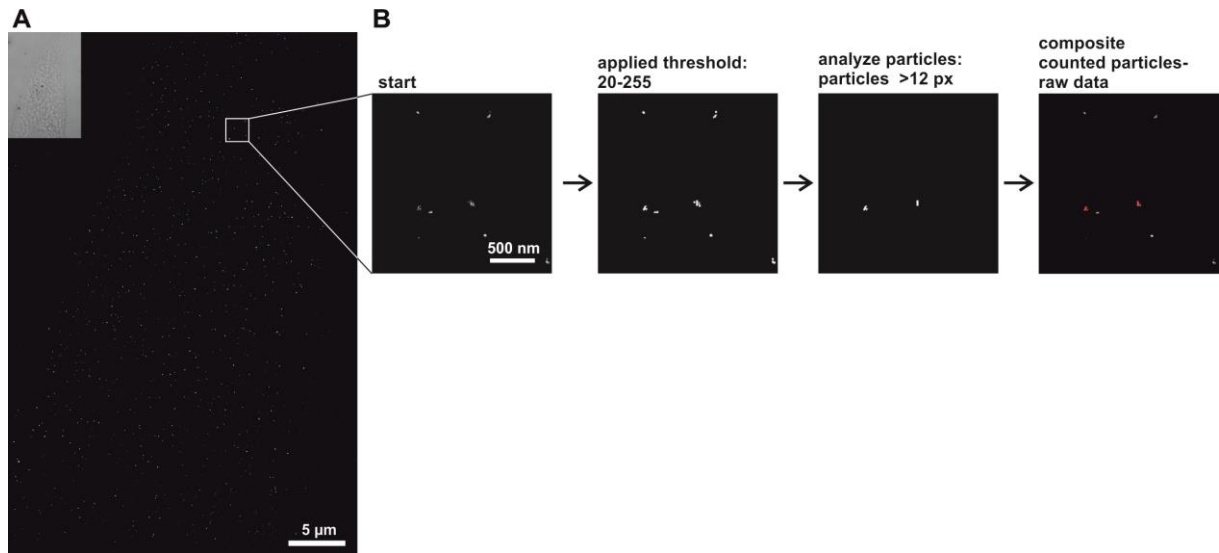 A
B
start
applied threshold:
20-255
analyze particles:
particles >12 px
composite
counted particles-
raw data
500 nm
5 µm